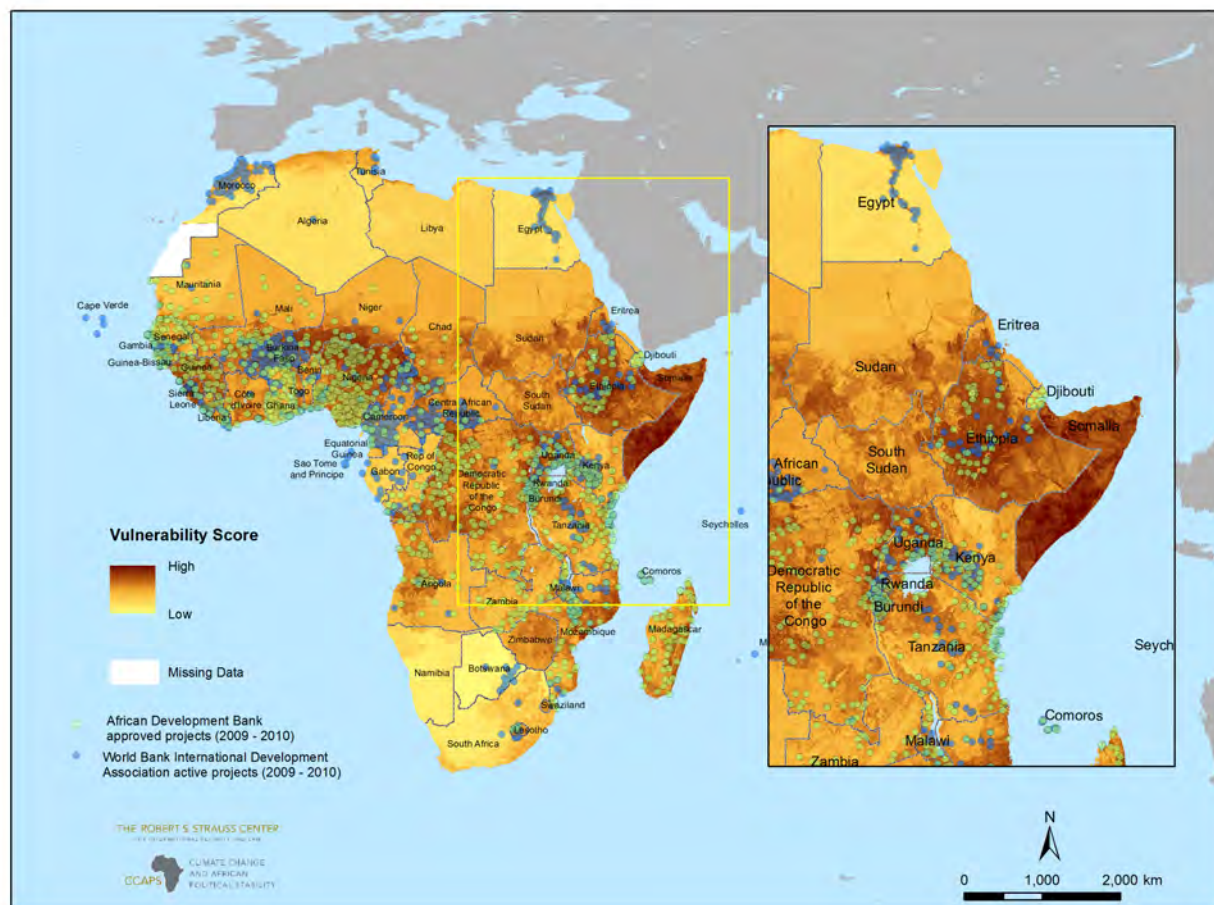 Morocco
Tunisia
Algeria
Libya
Egypt
Mauritania
Mali
Niger
Chad
Sudan
Eritrea
Cape Verde
Senegal
Gambia
Guinea-Bissau
Guinea
Burkina
Faso
Benin
Nigeria
Djibouti
Ethiopia
Somalia
Sierra
Leone
Liberia
Côte
d'Ivoire
Togo
Ghana
Cameroon
Central African
Republic
South
Sudan
Equatorial
Guinea
Sao Tome
and Principe
Gabon
Rep of
Congo
Democratic
Republic
of the
Congo
Uganda
Kenya
Rwanda
Burundi
Tanzania
Seychelles
Comoros
Angola
Zambia
Malawi
Mozambique
Madagaskar
Zimbabwe
Namibia
Botswana
Swaziland
Lesotho
South Africa
M
Egypt
Eritrea
Sudan
Djibouti
Somalia
Ethiopia
South
Sudan
African
public
Uganda
Kenya
Democratic
Republic
of the
Congo
Rwanda
Burundi
Tanzania
Seych
Comoros
Malawi
Zambia
Vulnerability Score
High
Low
Missing Data
African Development Bank
approved projects (2009 - 2010)
World Bank International Development
Association active projects (2009 - 2010)
THE ROBERT S STRAUSS CENTER
CCAPS
CLIMATE CHANGE
AND AFRICAN
POLITICAL STABILITY
N
0 1,000 2,000 km